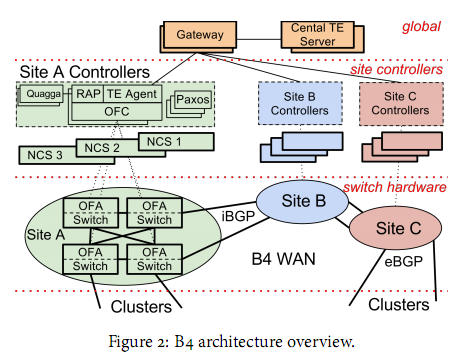 global
Gateway
Cental TE
Server
site controllers
Site A Controllers
Quagga
RAP
TE Agent
OFC
Paxos
Site B
Controllers
Site C
Controllers
NCS 3
NCS 2
NCS 1
switch hardware
OFA
Switch
OFA
Switch
Site A
OFA
Switch
OFA
Switch
iBGP
Site B
Site C
eBGP
B4 WAN
Clusters
Clusters
Figure 2: B4 architecture overview.